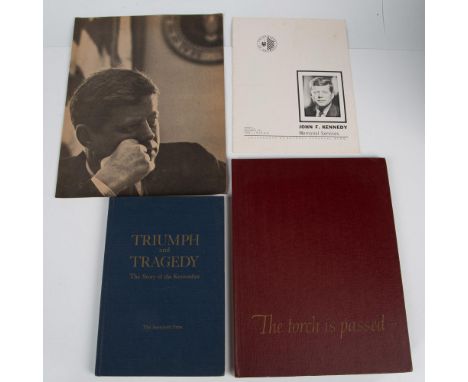 JOHN F. KENNEDY
Memorial Services
TRIUMPH
and
TRAGEDY
The Story of the Kennedys
The Associated Press
The torch is passed